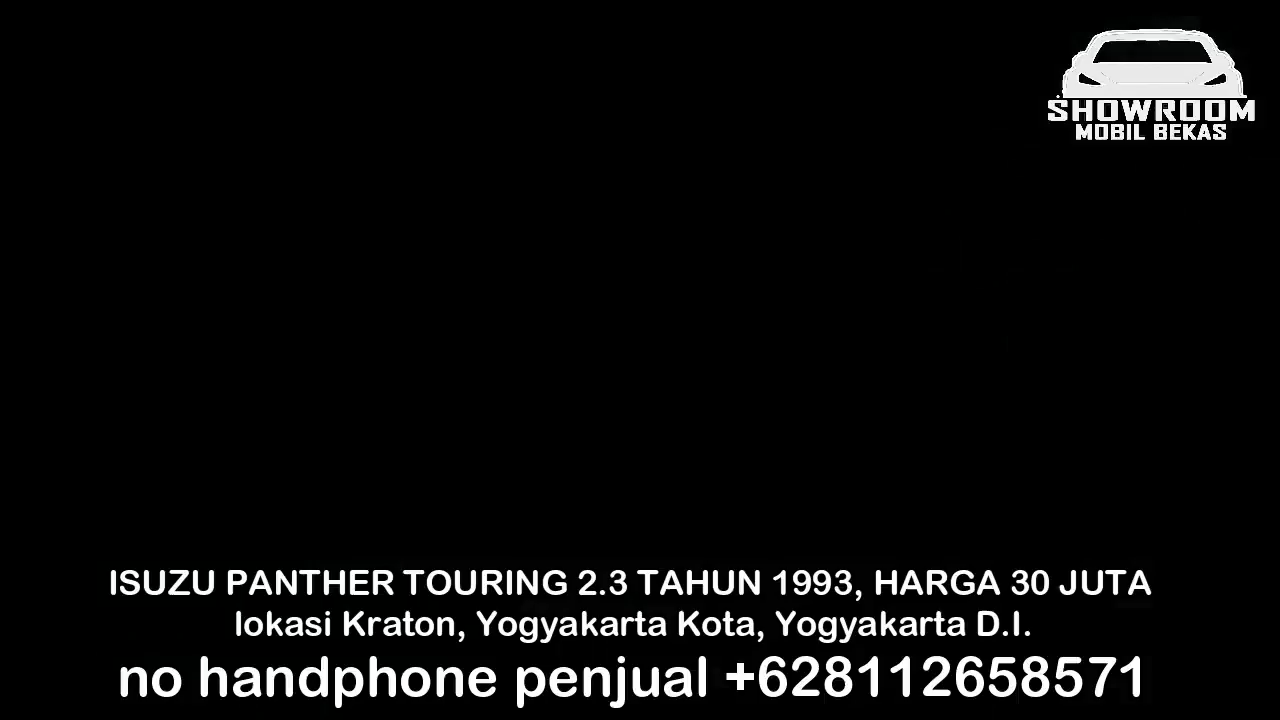 SHOWROOM
MOBIL BEKAS
ISUZU PANTHER TOURING 2.3 TAHUN 1993, HARGA 30 JUTA
lokasi Kraton, Yogyakarta Kota, Yogyakarta D.I.
no handphone penjual +628112658571